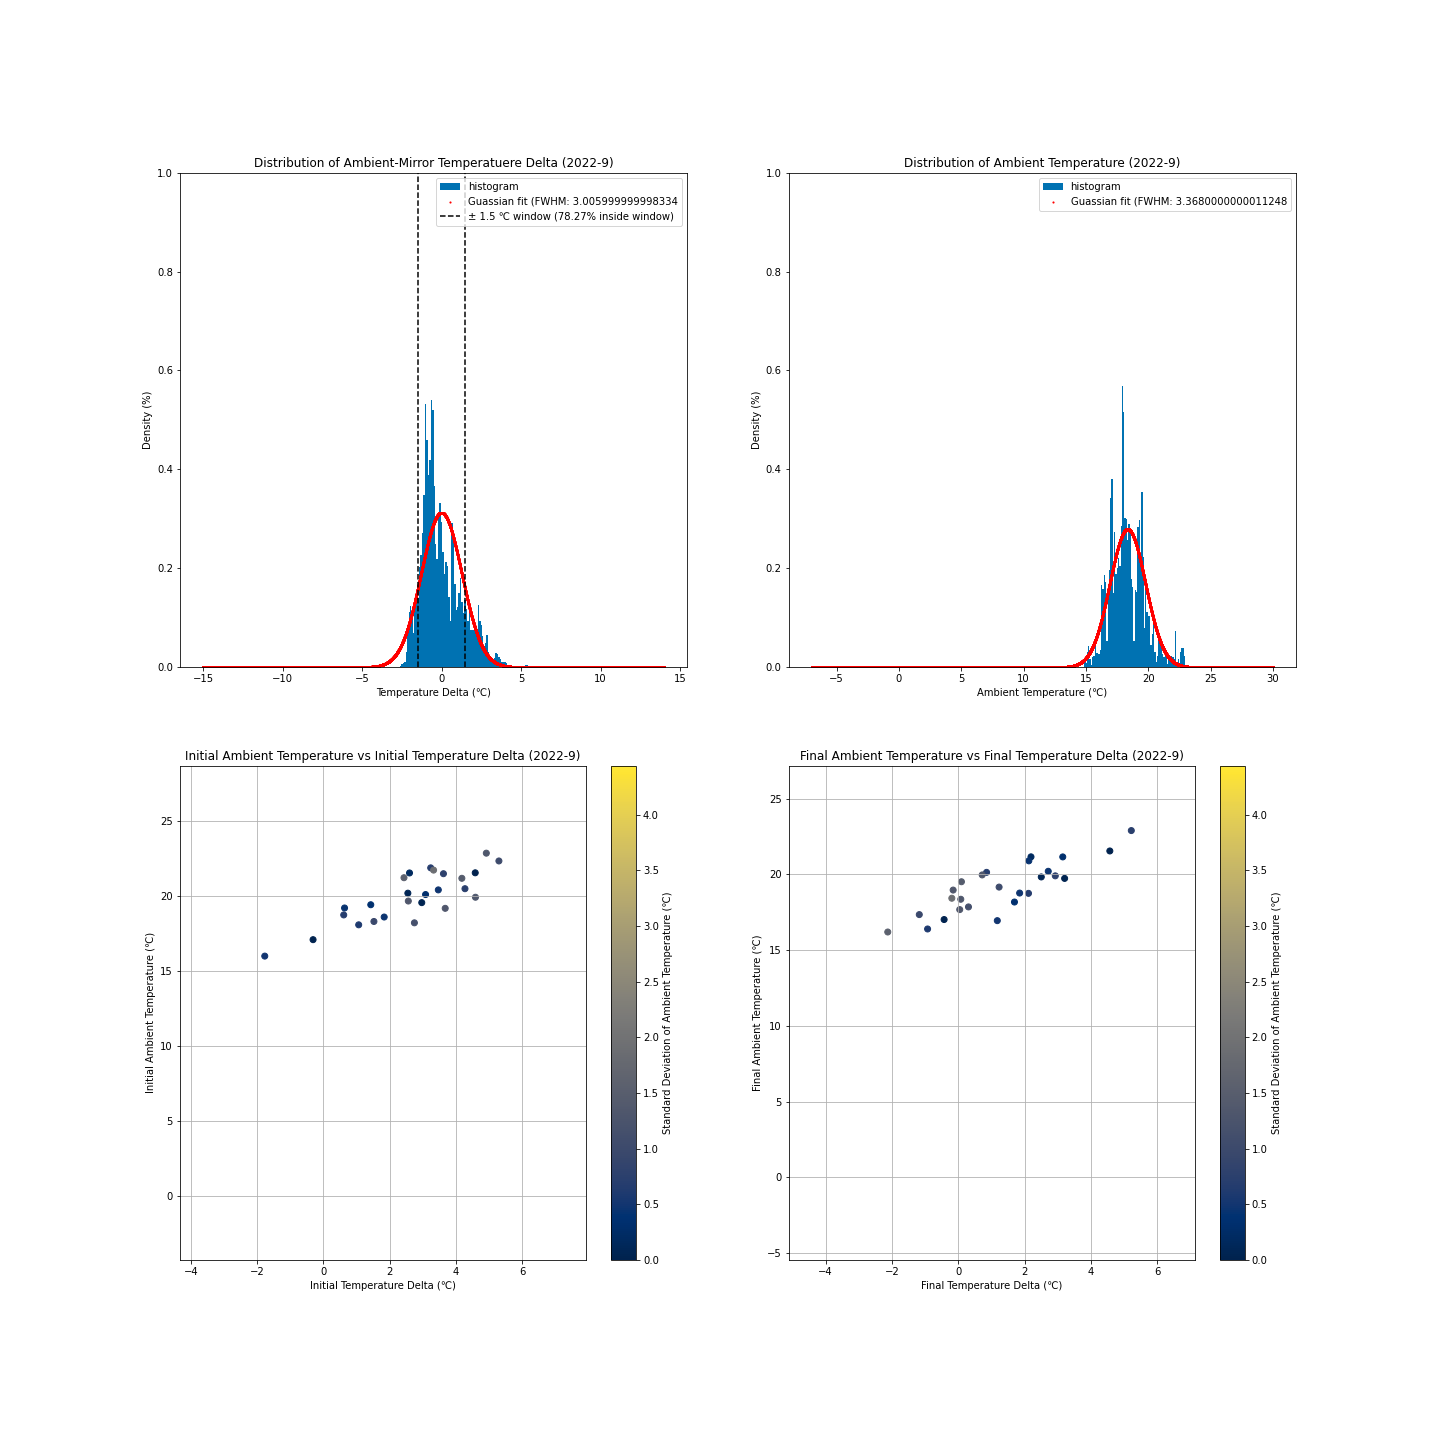 Distribution of Ambient-Mirror Temperatuere Delta (2022-9)
1.0
0.8
0.6
0.4
0.2
0.0
Density (%)
histogram
Guassian fit (FWHM: 3.005999999998334
± 1.5 ℃ window (78.27% inside window)
−15 −10 −5 0 5 10 15
Temperature Delta (℃)
Distribution of Ambient Temperature (2022-9)
1.0
0.8
0.6
0.4
0.2
0.0
Density (%)
histogram
Guassian fit (FWHM: 3.3680000000011248
−5 0 5 10 15 20 25 30
Ambient Temperature (℃)
Initial Ambient Temperature vs Initial Temperature Delta (2022-9)
25
20
15
10
5
0
Initial Ambient Temperature (℃)
−4 −2 0 2 4 6
Initial Temperature Delta (℃)
4.0
3.5
3.0
2.5
2.0
1.5
1.0
0.5
0.0
Standard Deviation of Ambient Temperature (℃)
Final Ambient Temperature vs Final Temperature Delta (2022-9)
25
20
15
10
5
0
−5
Final Ambient Temperature (℃)
−4 −2 0 2 4 6
Final Temperature Delta (℃)
4.0
3.5
3.0
2.5
2.0
1.5
1.0
0.5
0.0
Standard Deviation of Ambient Temperature (℃)